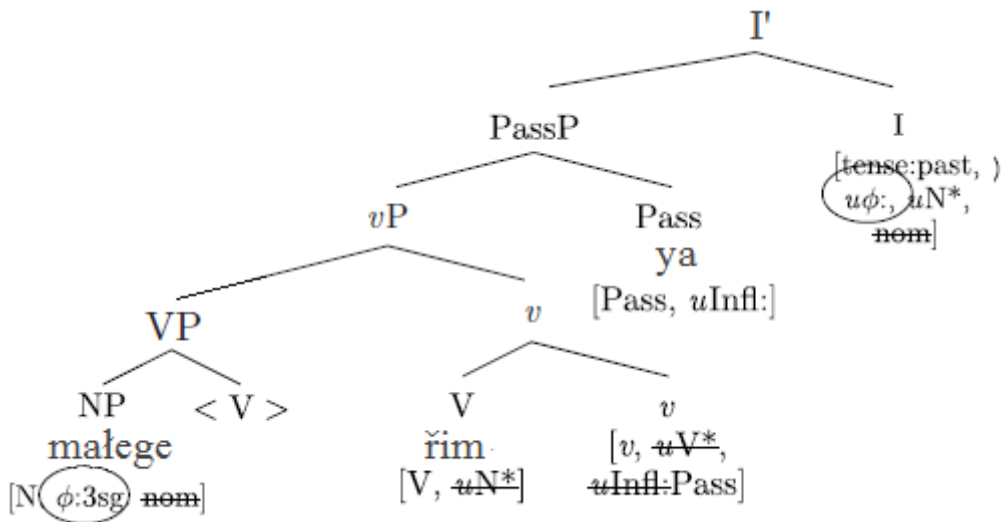 I'
PassP I
[tense:past, )
uϕ:, uN*,
nom]
vP Pass
ya
[Pass, uInfl:]
VP v
NP < V > V v
małege řim
[N ϕ:3sg nom] [V, uN*] [v, uV*,
uInfl:Pass]